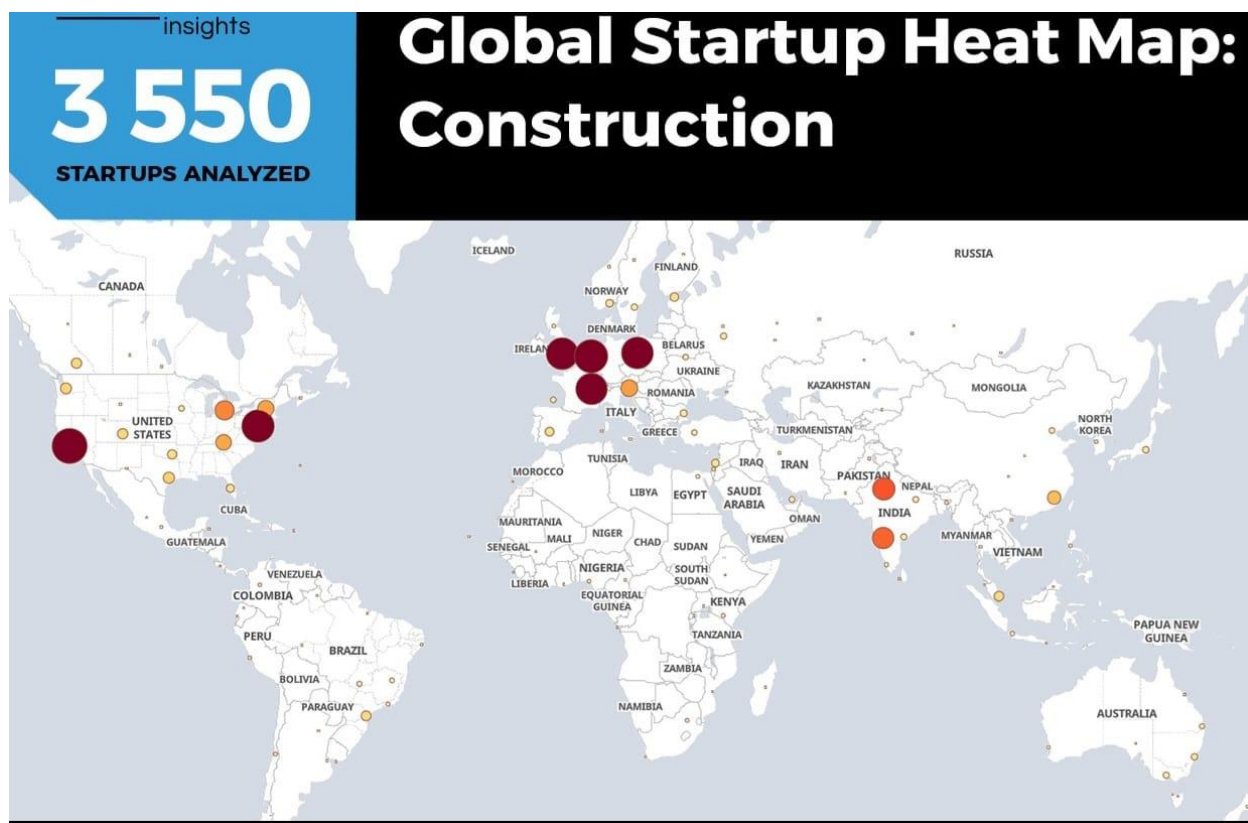 insights
3 550
STARTUPS ANALYZED
Global Startup Heat Map:
Construction
ICELAND
RUSSIA
FINLAND
CANADA
NORWAY
DENMARK
IRELAN
BELARUS
UKRAINE
KAZAKHSTAN
MONGOLIA
ROMANIA
UNITED
STATES
ITALY
NORTH
KOREA
GREECE
TURKMENISTAN
TUNISIA
IRAQ
IRAN
MOROCCO
PAKISTAN
NEPAL
LIBYA
EGYPT
SAUDI
ARABIA
CUBA
INDIA
OMAN
MAURITANIA
NIGER
MALI
CHAD
SUDAN
YEMEN
MYANMAR
GUATEMALA
SENEGAL
VIETNAM
VENEZUELA
NIGERIA
SOUTH
SUDAN
LIBERIA
COLOMBIA
EQUATORIAL
GUINEA
KENYA
PAPUA NEW
GUINEA
PERU
TANZANIA
BRAZIL
ZAMBIA
BOLIVIA
PARAGUAY
NAMIBIA
AUSTRALIA